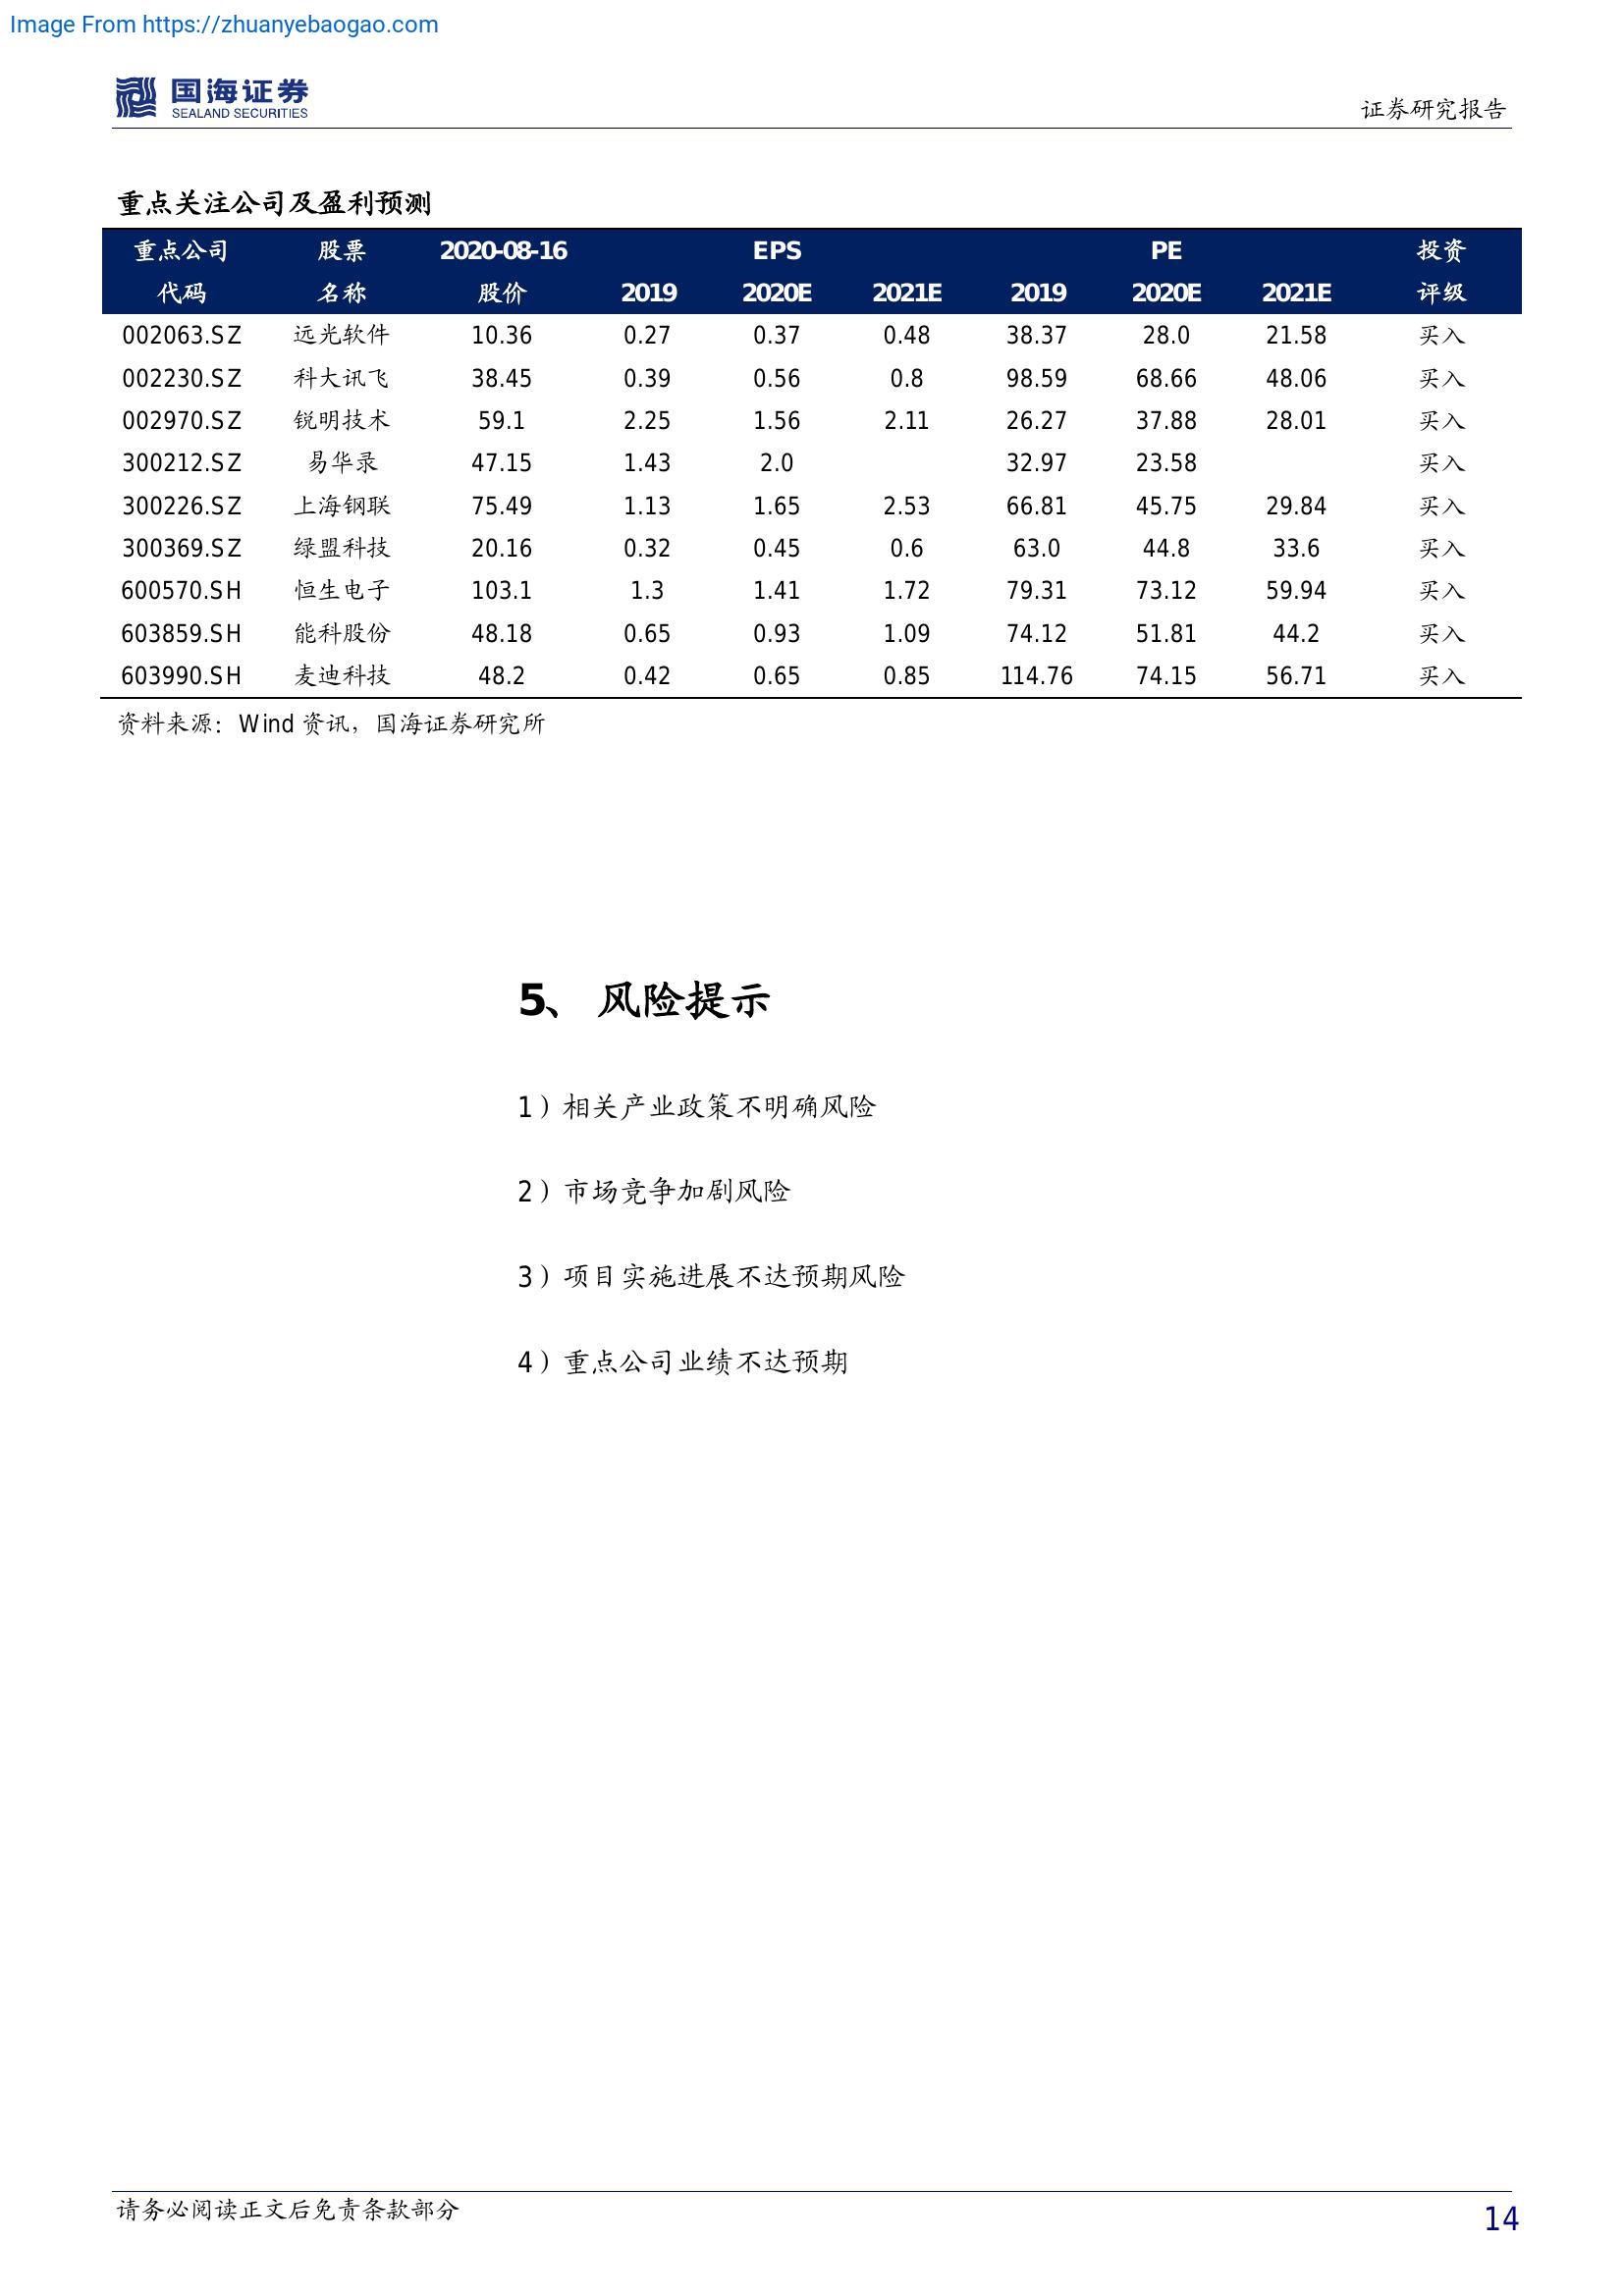 Image From https://zhuanyebaogao.com
国海证券
SEALAND SECURITIES
证券研究报告
重点关注公司及盈利预测
重点公司 股票 2020-08-16 EPS PE 投资
代码 名称 股价 2019 2020E 2021E 2019 2020E 2021E 评级
002063.SZ 远光软件 10.36 0.27 0.37 0.48 38.37 28.0 21.58 买入
002230.SZ 科大讯飞 38.45 0.39 0.56 0.8 98.59 68.66 48.06 买入
002970.SZ 锐明技术 59.1 2.25 1.56 2.11 26.27 37.88 28.01 买入
300212.SZ 易华录 47.15 1.43 2.0 32.97 23.58 买入
300226.SZ 上海钢联 75.49 1.13 1.65 2.53 66.81 45.75 29.84 买入
300369.SZ 绿盟科技 20.16 0.32 0.45 0.6 63.0 44.8 33.6 买入
600570.SH 恒生电子 103.1 1.3 1.41 1.72 79.31 73.12 59.94 买入
603859.SH 能科股份 48.18 0.65 0.93 1.09 74.12 51.81 44.2 买入
603990.SH 麦迪科技 48.2 0.42 0.65 0.85 114.76 74.15 56.71 买入
资料来源：Wind 资讯，国海证券研究所
5、 风险提示
1）相关产业政策不明确风险
2）市场竞争加剧风险
3）项目实施进展不达预期风险
4）重点公司业绩不达预期
请务必阅读正文后免责条款部分
14